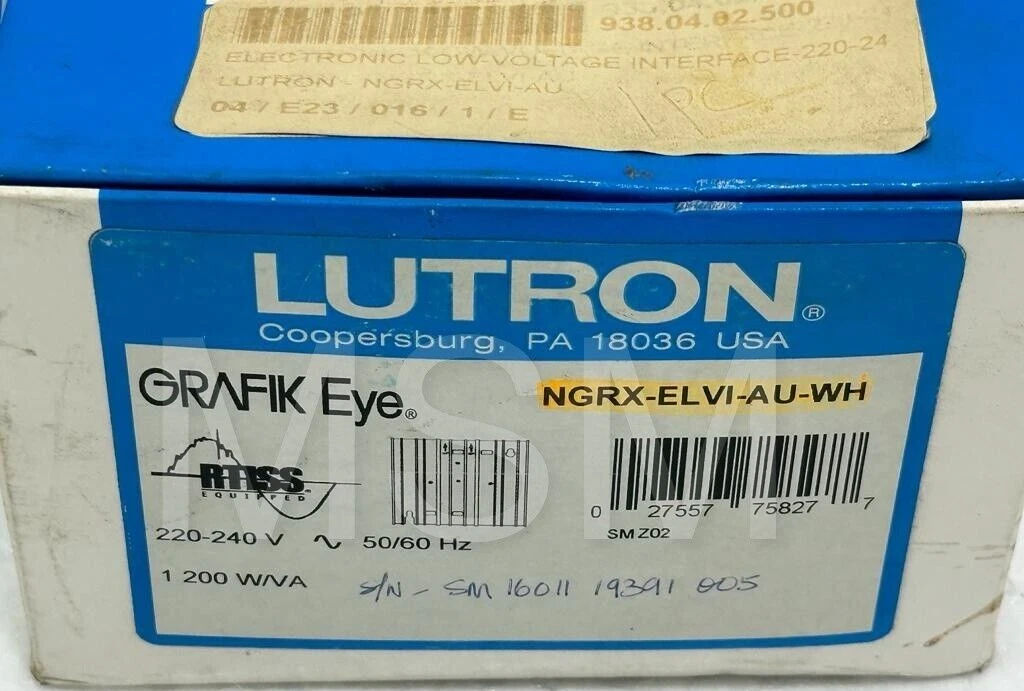 938.04.02.500
ELECTRONIC LOW-VOLTAGE INTERFACE-220-24
LUTRON - NGRX-ELVI-AU
04 / E23 / 016 / 1 / E
1PC
LUTRON®
Coopersburg, PA 18036 USA
GRAFIK Eye®
NGRX-ELVI-AU-WH
RTISS™
EQUIPPED
0 27557 75827 7
SM Z02
220-240 V ~ 50/60 Hz
1 200 W/VA
S/N - SM 16011 19391 005
MSM